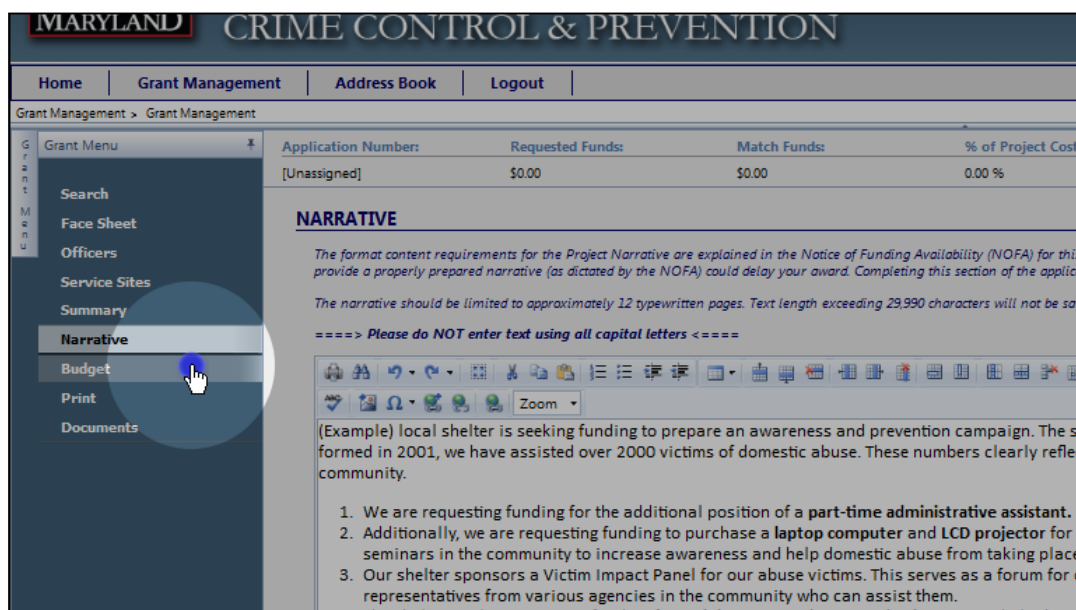 MARYLAND CRIME CONTROL & PREVENTION
Home Grant Management Address Book Logout
Grant Management > Grant Management
Grant Menu
Grant Menu
Search
Face Sheet
Officers
Service Sites
Summary
Narrative
Budget
Print
Documents
Application Number: Requested Funds: Match Funds: % of Project Cost
[Unassigned] $0.00 $0.00 0.00 %
NARRATIVE
The format content requirements for the Project Narrative are explained in the Notice of Funding Availability (NOFA) for this
provide a properly prepared narrative (as dictated by the NOFA) could delay your award. Completing this section of the applic
The narrative should be limited to approximately 12 typewritten pages. Text length exceeding 29,990 characters will not be sa
====> Please do NOT enter text using all capital letters <====
ABC
Zoom
(Example) local shelter is seeking funding to prepare an awareness and prevention campaign. The s
formed in 2001, we have assisted over 2000 victims of domestic abuse. These numbers clearly refle
community.
1. We are requesting funding for the additional position of a part-time administrative assistant.
2. Additionally, we are requesting funding to purchase a laptop computer and LCD projector for
seminars in the community to increase awareness and help domestic abuse from taking place
3. Our shelter sponsors a Victim Impact Panel for our abuse victims. This serves as a forum for
representatives from various agencies in the community who can assist them.